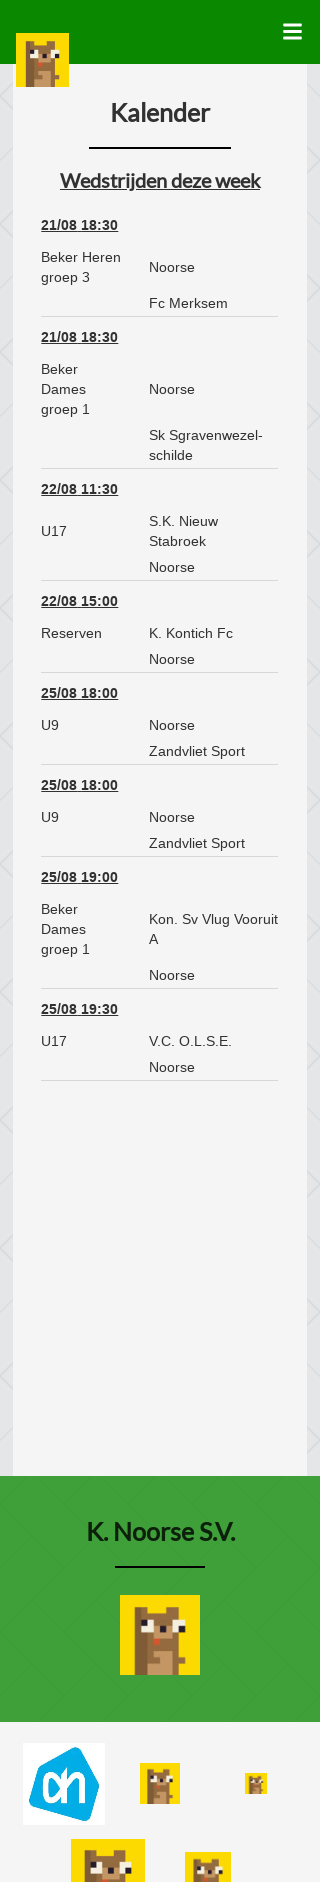 Kalender
Wedstrijden deze week
21/08 18:30
Beker Heren
groep 3
Noorse
Fc Merksem
21/08 18:30
Beker
Dames
groep 1
Noorse
Sk Sgravenwezel-
schilde
22/08 11:30
U17
S.K. Nieuw
Stabroek
Noorse
22/08 15:00
Reserven
K. Kontich Fc
Noorse
25/08 18:00
U9
Noorse
Zandvliet Sport
25/08 18:00
U9
Noorse
Zandvliet Sport
25/08 19:00
Beker
Dames
groep 1
Kon. Sv Vlug Vooruit
A
Noorse
25/08 19:30
U17
V.C. O.L.S.E.
Noorse
K. Noorse S.V.